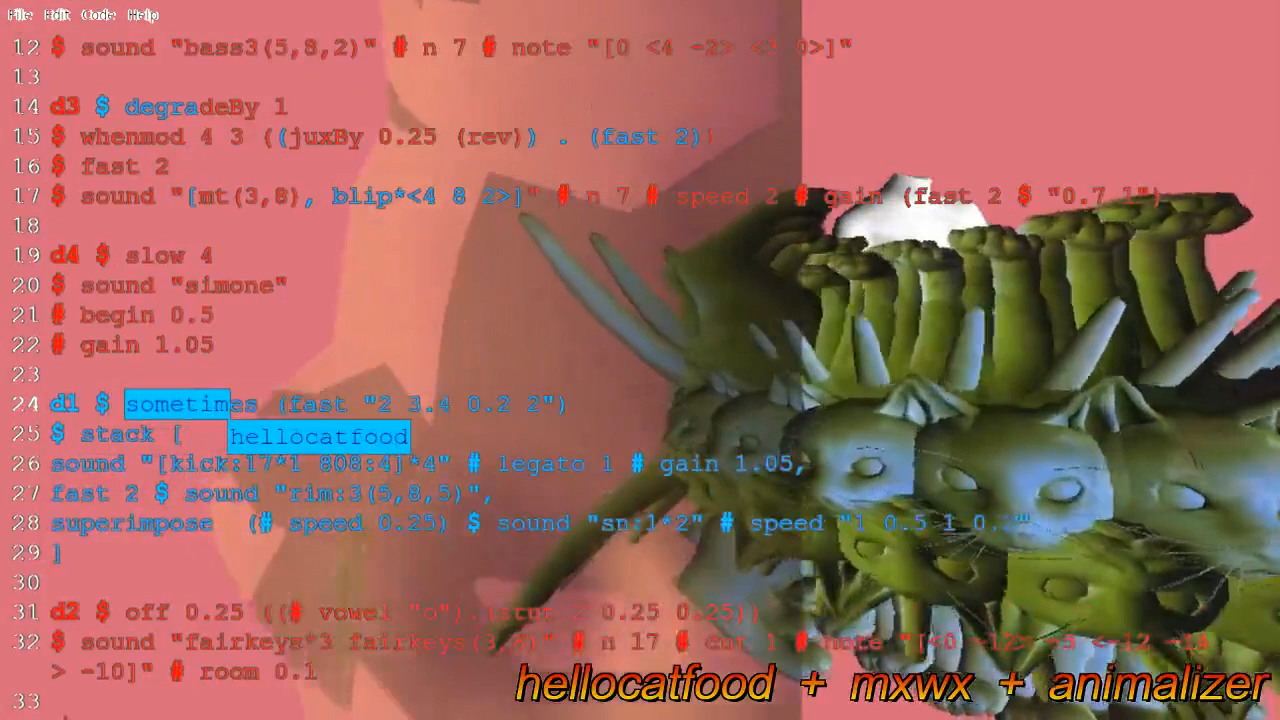 File Edit Code Help
12 $ sound "bass3(5,8,2)" # n 7 # note "[0 <4 -2> 0>]"
13
14 d3 $ degradeBy 1
15 $ whenmod 4 3 ((juxBy 0.25 (rev)) . (fast 2))
16 $ fast 2
17 $ sound "[mt(3,8), blip*<4 8 2>]" # n 7 # speed 2 # gain (fast 2 $ "0.7 1")
18
19 d4 $ slow 4
20 $ sound "simone"
21 # begin 0.5
22 # gain 1.05
23
24 d1 $ sometimes (fast "2 3.4 0.2 2")
25 $ stack [
hellocatfood
26 sound "[kick:17*1 808:4]*4" # legato 1 # gain 1.05,
27 fast 2 $ sound "rim:3(5,8,5)",
28 superimpose (# speed 0.25) $ sound "sn:1*2" # speed "1 0.5 1
29 ]
30
31 d2 $ off 0.25 ((# vowel "o").(stut 2 0.25 0.25))
32 $ sound "fairkeys*3 fairkeys(3,8)" # n 17 # cut 1 # note "[<0 -12> -5 <-12
> -10]" # room 0.1
33
hellocatfood + mxwx + animalizer